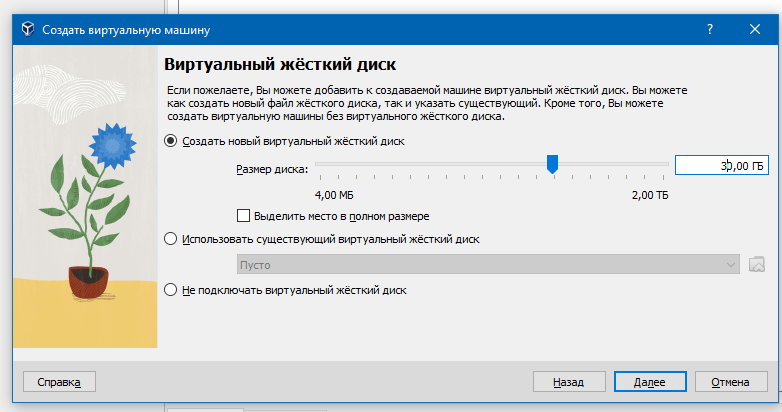 Создать виртуальную машину
Виртуальный жёсткий диск
Если пожелаете, Вы можете добавить к создаваемой машине виртуальный жёсткий диск. Вы можете
как создать новый файл жёсткого диска, так и указать существующий. Кроме того, Вы можете
создать виртуальную машины без виртуального жёсткого диска.
Создать новый виртуальный жёсткий диск
Размер диска:
30,00 ГБ
4,00 МБ
2,00 ТБ
Выделить место в полном размере
Использовать существующий виртуальный жёсткий диск
Пусто
Не подключать виртуальный жёсткий диск
Справка
Назад
Далее
Отмена